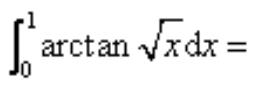 ∫₀¹ arctan √x dx =